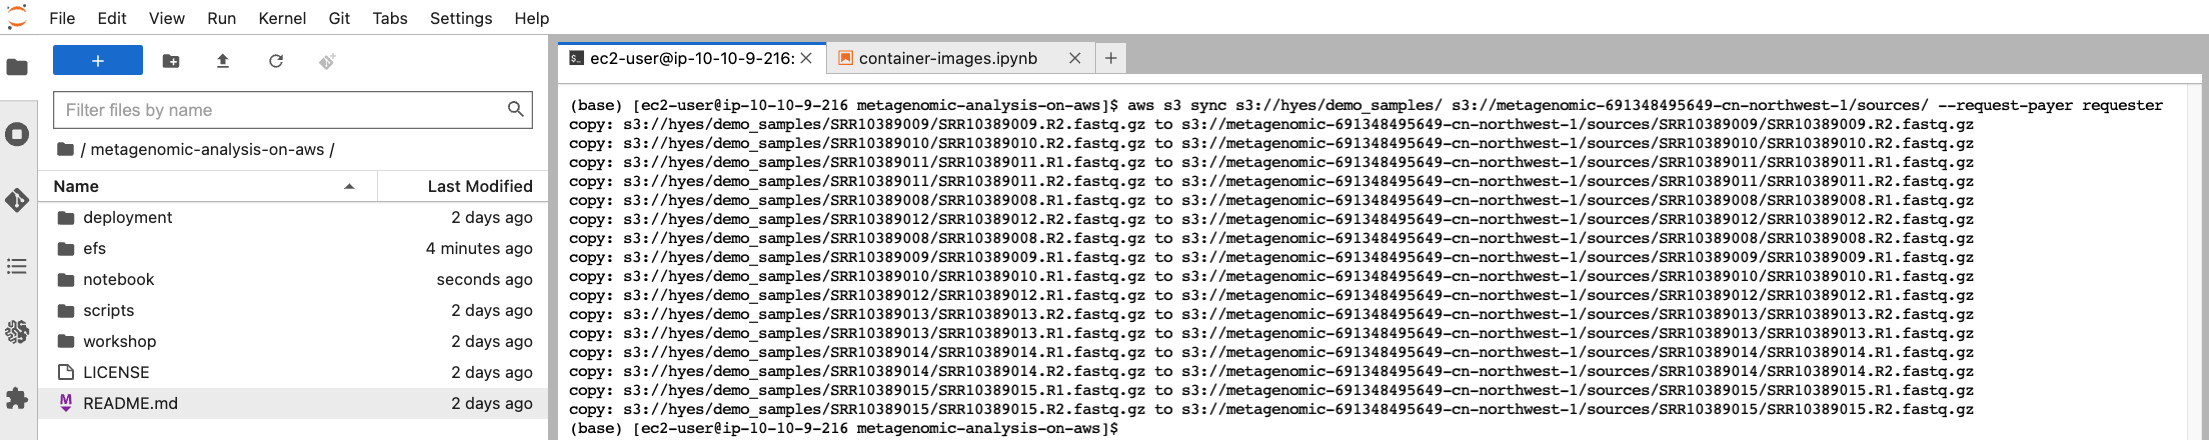 File Edit View Run Kernel Git Tabs Settings Help
+
Filter files by name
/ metagenomic-analysis-on-aws /
Name Last Modified
deployment 2 days ago
efs 4 minutes ago
notebook seconds ago
scripts 2 days ago
workshop 2 days ago
LICENSE 2 days ago
M README.md 2 days ago
$_ ec2-user@ip-10-10-9-216: × container-images.ipynb × +
(base) [ec2-user@ip-10-10-9-216 metagenomic-analysis-on-aws]$ aws s3 sync s3://hyes/demo_samples/ s3://metagenomic-691348495649-cn-northwest-1/sources/ --request-payer requester
copy: s3://hyes/demo_samples/SRR10389009/SRR10389009.R2.fastq.gz to s3://metagenomic-691348495649-cn-northwest-1/sources/SRR10389009/SRR10389009.R2.fastq.gz
copy: s3://hyes/demo_samples/SRR10389010/SRR10389010.R2.fastq.gz to s3://metagenomic-691348495649-cn-northwest-1/sources/SRR10389010/SRR10389010.R2.fastq.gz
copy: s3://hyes/demo_samples/SRR10389011/SRR10389011.R1.fastq.gz to s3://metagenomic-691348495649-cn-northwest-1/sources/SRR10389011/SRR10389011.R1.fastq.gz
copy: s3://hyes/demo_samples/SRR10389011/SRR10389011.R2.fastq.gz to s3://metagenomic-691348495649-cn-northwest-1/sources/SRR10389011/SRR10389011.R2.fastq.gz
copy: s3://hyes/demo_samples/SRR10389008/SRR10389008.R1.fastq.gz to s3://metagenomic-691348495649-cn-northwest-1/sources/SRR10389008/SRR10389008.R1.fastq.gz
copy: s3://hyes/demo_samples/SRR10389012/SRR10389012.R2.fastq.gz to s3://metagenomic-691348495649-cn-northwest-1/sources/SRR10389012/SRR10389012.R2.fastq.gz
copy: s3://hyes/demo_samples/SRR10389008/SRR10389008.R2.fastq.gz to s3://metagenomic-691348495649-cn-northwest-1/sources/SRR10389008/SRR10389008.R2.fastq.gz
copy: s3://hyes/demo_samples/SRR10389009/SRR10389009.R1.fastq.gz to s3://metagenomic-691348495649-cn-northwest-1/sources/SRR10389009/SRR10389009.R1.fastq.gz
copy: s3://hyes/demo_samples/SRR10389010/SRR10389010.R1.fastq.gz to s3://metagenomic-691348495649-cn-northwest-1/sources/SRR10389010/SRR10389010.R1.fastq.gz
copy: s3://hyes/demo_samples/SRR10389012/SRR10389012.R1.fastq.gz to s3://metagenomic-691348495649-cn-northwest-1/sources/SRR10389012/SRR10389012.R1.fastq.gz
copy: s3://hyes/demo_samples/SRR10389013/SRR10389013.R2.fastq.gz to s3://metagenomic-691348495649-cn-northwest-1/sources/SRR10389013/SRR10389013.R2.fastq.gz
copy: s3://hyes/demo_samples/SRR10389013/SRR10389013.R1.fastq.gz to s3://metagenomic-691348495649-cn-northwest-1/sources/SRR10389013/SRR10389013.R1.fastq.gz
copy: s3://hyes/demo_samples/SRR10389014/SRR10389014.R1.fastq.gz to s3://metagenomic-691348495649-cn-northwest-1/sources/SRR10389014/SRR10389014.R1.fastq.gz
copy: s3://hyes/demo_samples/SRR10389014/SRR10389014.R2.fastq.gz to s3://metagenomic-691348495649-cn-northwest-1/sources/SRR10389014/SRR10389014.R2.fastq.gz
copy: s3://hyes/demo_samples/SRR10389015/SRR10389015.R1.fastq.gz to s3://metagenomic-691348495649-cn-northwest-1/sources/SRR10389015/SRR10389015.R1.fastq.gz
copy: s3://hyes/demo_samples/SRR10389015/SRR10389015.R2.fastq.gz to s3://metagenomic-691348495649-cn-northwest-1/sources/SRR10389015/SRR10389015.R2.fastq.gz
(base) [ec2-user@ip-10-10-9-216 metagenomic-analysis-on-aws]$